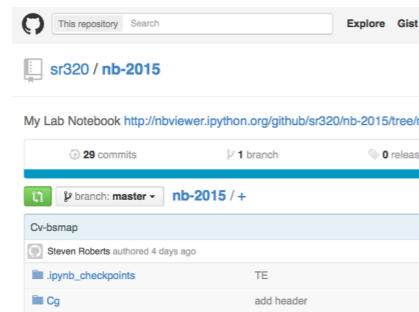 This repository Search Explore Gist
sr320 / nb-2015
My Lab Notebook http://nbviewer.ipython.org/github/sr320/nb-2015/tree/
29 commits 1 branch 0 releas
branch: master nb-2015 / +
Cv-bsmap
Steven Roberts authored 4 days ago
.ipynb_checkpoints TE
Cg add header